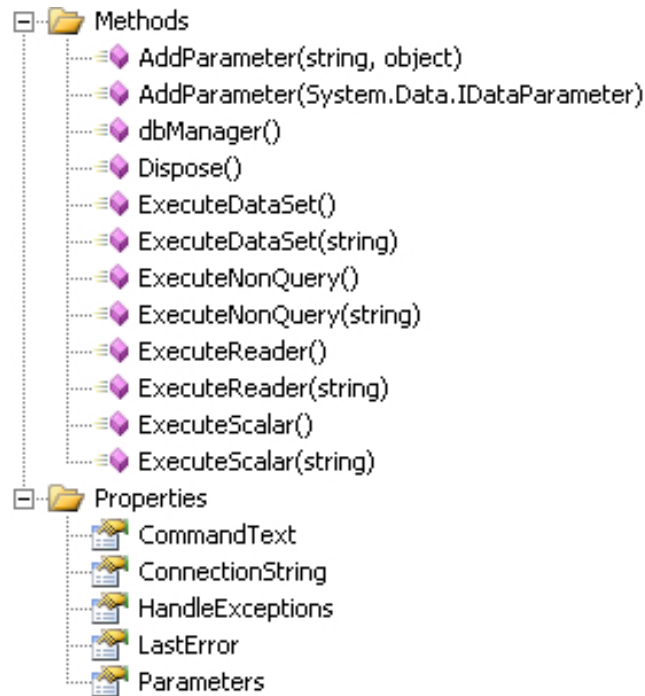 Methods
AddParameter(string, object)
AddParameter(System.Data.IDataParameter)
dbManager()
Dispose()
ExecuteDataSet()
ExecuteDataSet(string)
ExecuteNonQuery()
ExecuteNonQuery(string)
ExecuteReader()
ExecuteReader(string)
ExecuteScalar()
ExecuteScalar(string)
Properties
CommandText
ConnectionString
HandleExceptions
LastError
Parameters